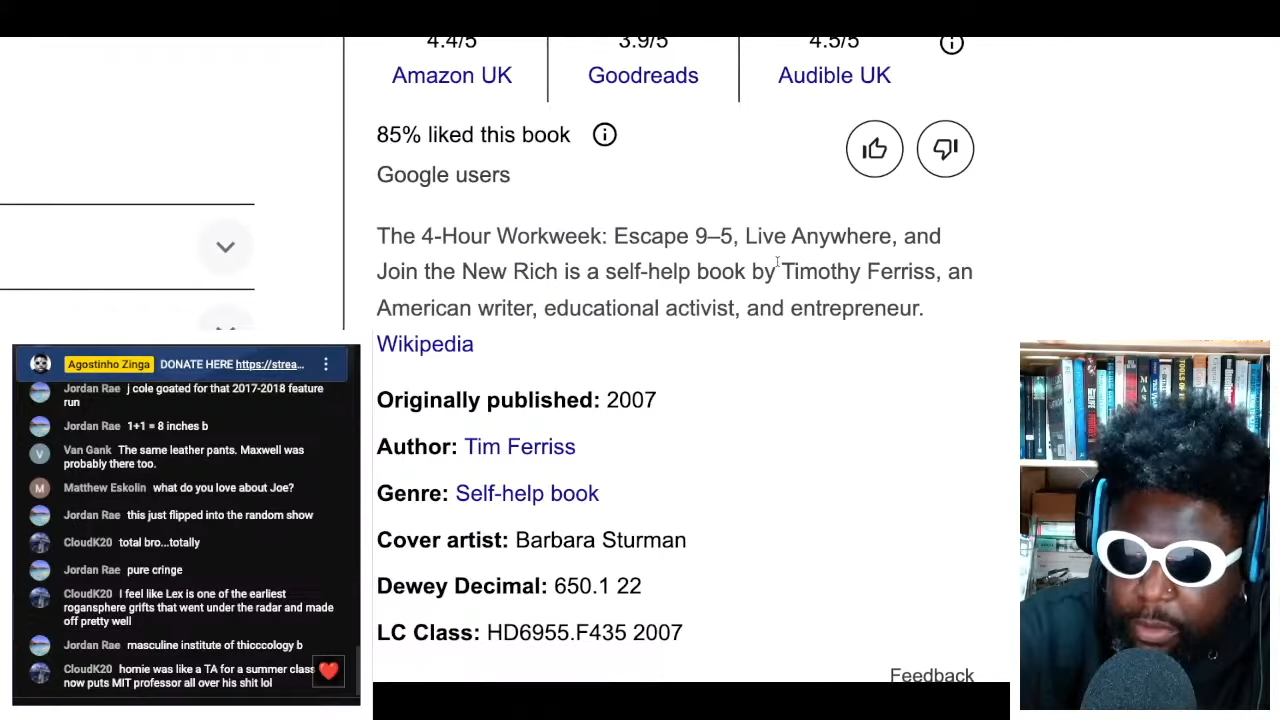 4.4/5
3.9/5
4.5/5
Amazon UK
Goodreads
Audible UK
85% liked this book
Google users
The 4-Hour Workweek: Escape 9–5, Live Anywhere, and
Join the New Rich is a self-help book by Timothy Ferriss, an
American writer, educational activist, and entrepreneur.
Wikipedia
Originally published: 2007
Author: Tim Ferriss
Genre: Self-help book
Cover artist: Barbara Sturman
Dewey Decimal: 650.1 22
LC Class: HD6955.F435 2007
Feedback
Agostinho Zinga DONATE HERE https://strea...
Jordan Rae j cole goated for that 2017-2018 feature
run
Jordan Rae 1+1 = 8 inches b
V Van Gank The same leather pants. Maxwell was
probably there too.
M Matthew Eskolin what do you love about Joe?
Jordan Rae this just flipped into the random show
CloudK20 total bro...totally
Jordan Rae pure cringe
CloudK20 I feel like Lex is one of the earliest
rogansphere grifts that went under the radar and made
off pretty well
Jordan Rae masculine institute of thicccology b
CloudK20 homie was like a TA for a summer class
now puts MIT professor all over his shit lol